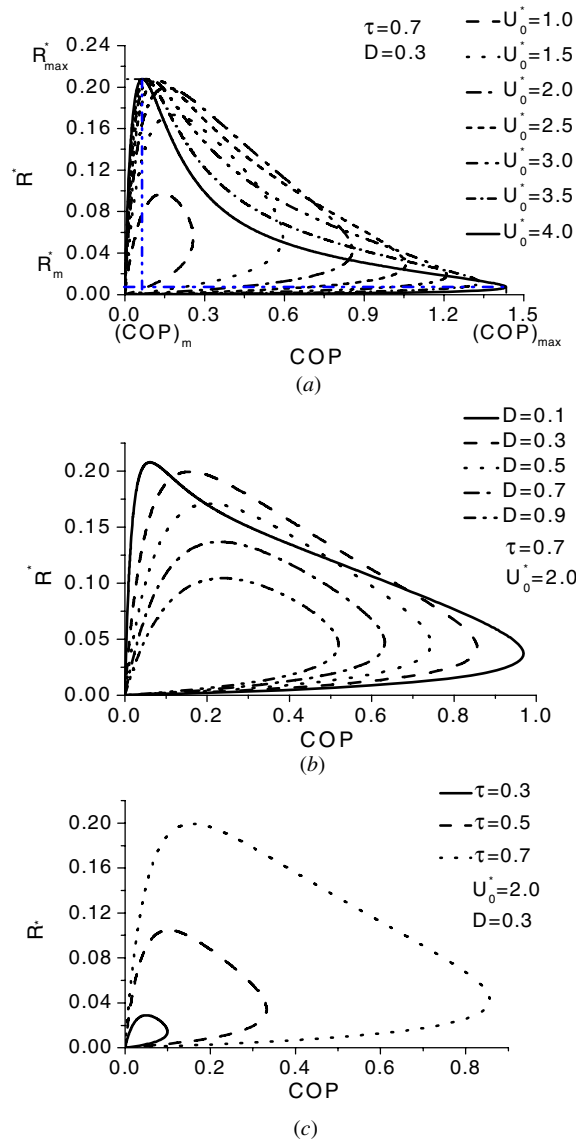 τ=0.7
D=0.3
U*0=1.0
U*0=1.5
U*0=2.0
U*0=2.5
U*0=3.0
U*0=3.5
U*0=4.0
R*max
0.24
0.20
0.16
0.12
0.08
0.04
0.00
R*
R*m
0.0 0.3 0.6 0.9 1.2 1.5
(COP)m (COP)max
COP
(a)
D=0.1
D=0.3
D=0.5
D=0.7
D=0.9
τ=0.7
U*0=2.0
0.20
0.15
0.10
0.05
0.00
R*
0.0 0.2 0.4 0.6 0.8 1.0
COP
(b)
τ=0.3
τ=0.5
τ=0.7
U*0=2.0
D=0.3
0.20
0.16
0.12
0.08
0.04
0.00
R*
0.0 0.2 0.4 0.6 0.8
COP
(c)